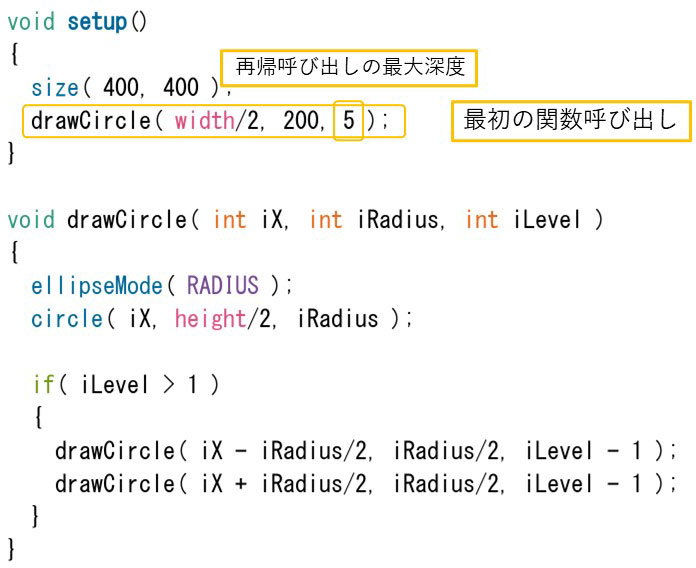 void setup()
{
再帰呼び出しの最大深度
size( 400, 400 );
drawCircle( width/2, 200, 5 );
最初の関数呼び出し
}
void drawCircle( int iX, int iRadius, int iLevel )
{
ellipseMode( RADIUS );
circle( iX, height/2, iRadius );
if( iLevel > 1 )
{
drawCircle( iX - iRadius/2, iRadius/2, iLevel - 1 );
drawCircle( iX + iRadius/2, iRadius/2, iLevel - 1 );
}
}